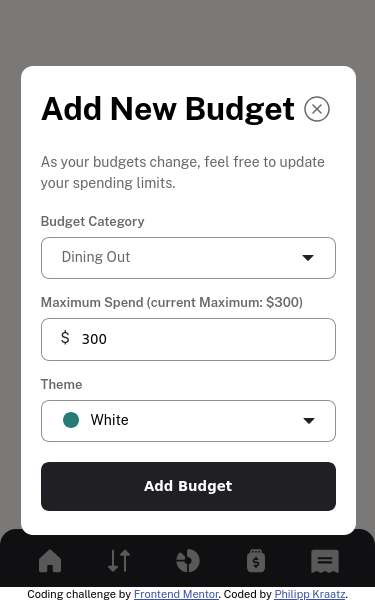 Add New Budget
As your budgets change, feel free to update
your spending limits.
Budget Category
Dining Out
Maximum Spend (current Maximum: $300)
$ 300
Theme
White
Add Budget
$
Coding challenge by Frontend Mentor. Coded by Philipp Kraatz.